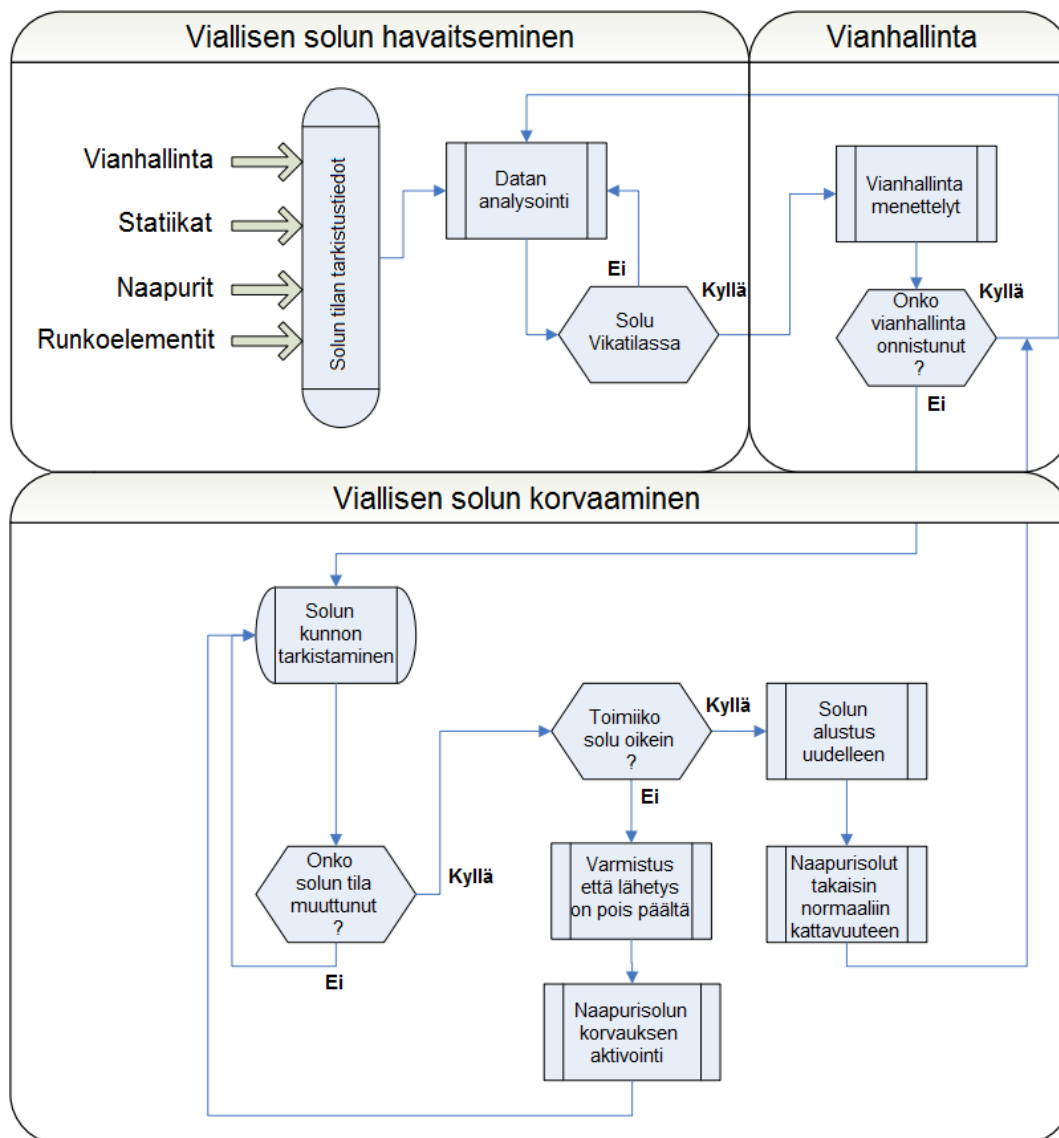 Viallisen solun havaitseminen
Vianhallinta
Vianhallinta
Statiikat
Naapurit
Runkoelementit
Solun tilan tarkistustiedot
Datan
analysointi
Ei
Kyllä
Solu
Vikatilassa
Vianhallinta
menettelyt
Onko
vianhallinta
onnistunut
?
Kyllä
Ei
Viallisen solun korvaaminen
Solun
kunnon
tarkistaminen
Onko
solun tila
muuttunut
?
Kyllä
Ei
Toimiiko
solu oikein
?
Kyllä
Ei
Solun
alustus
uudelleen
Varmistus
että lähetys
on pois päältä
Naapurisolut
takaisin
normaaliin
kattavuuteen
Naapurisolun
korvauksen
aktivointi